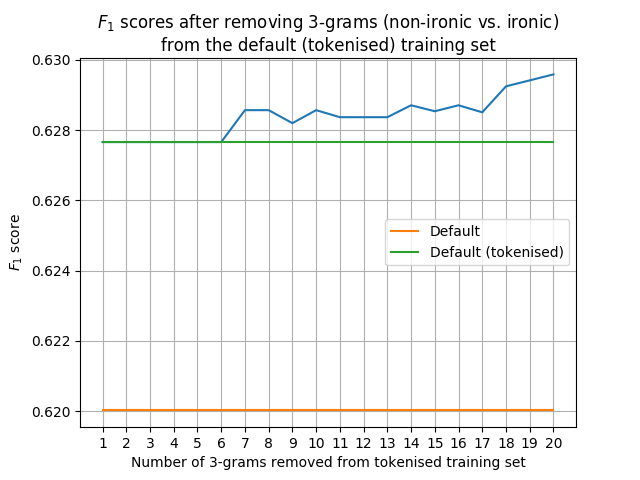 F1 scores after removing 3-grams (non-ironic vs. ironic)
from the default (tokenised) training set
0.630
0.628
0.626
0.624
0.622
0.620
F1 score
Default
Default (tokenised)
1 2 3 4 5 6 7 8 9 10 11 12 13 14 15 16 17 18 19 20
Number of 3-grams removed from tokenised training set